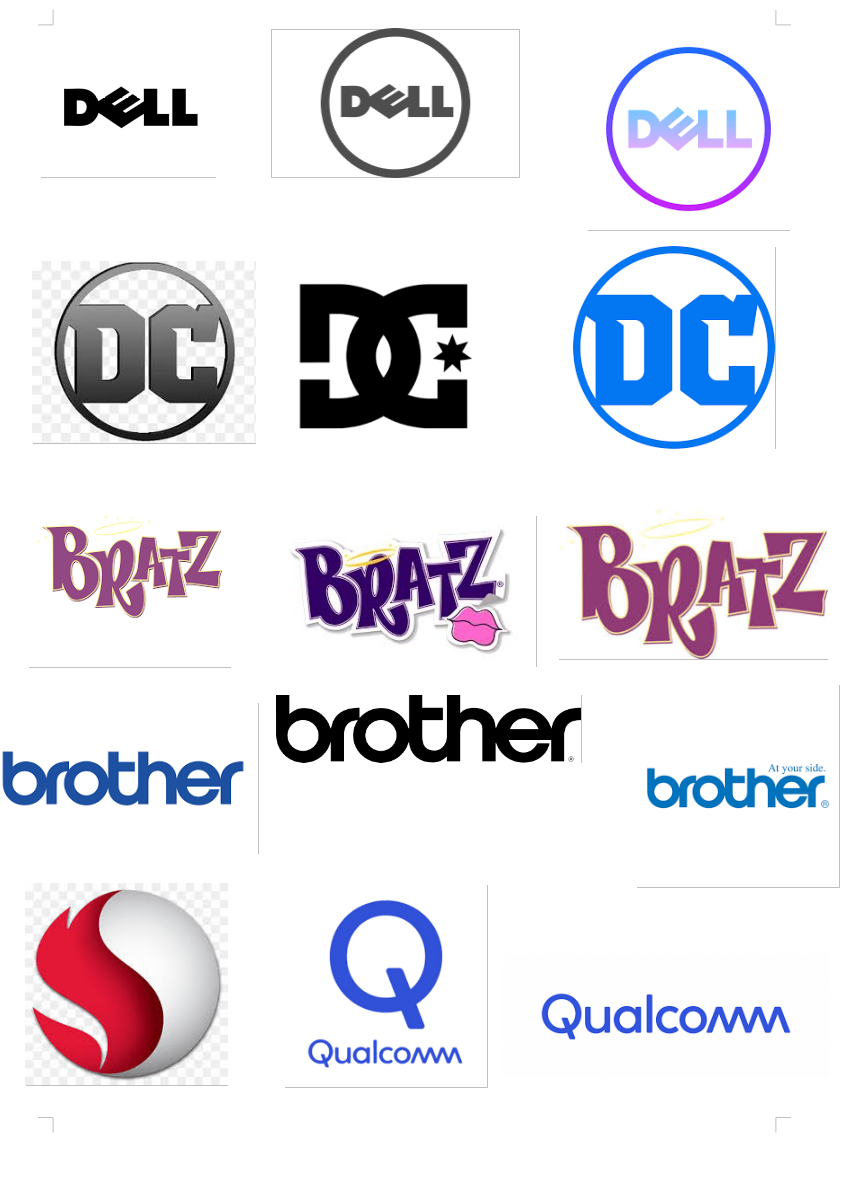 DELL
DELL
DELL
DC
DC
DC
BRATZ
BRATZ®
BRATZ
brother
brother®
At your side.
brother®
Q
Qualcomm
Qualcomm